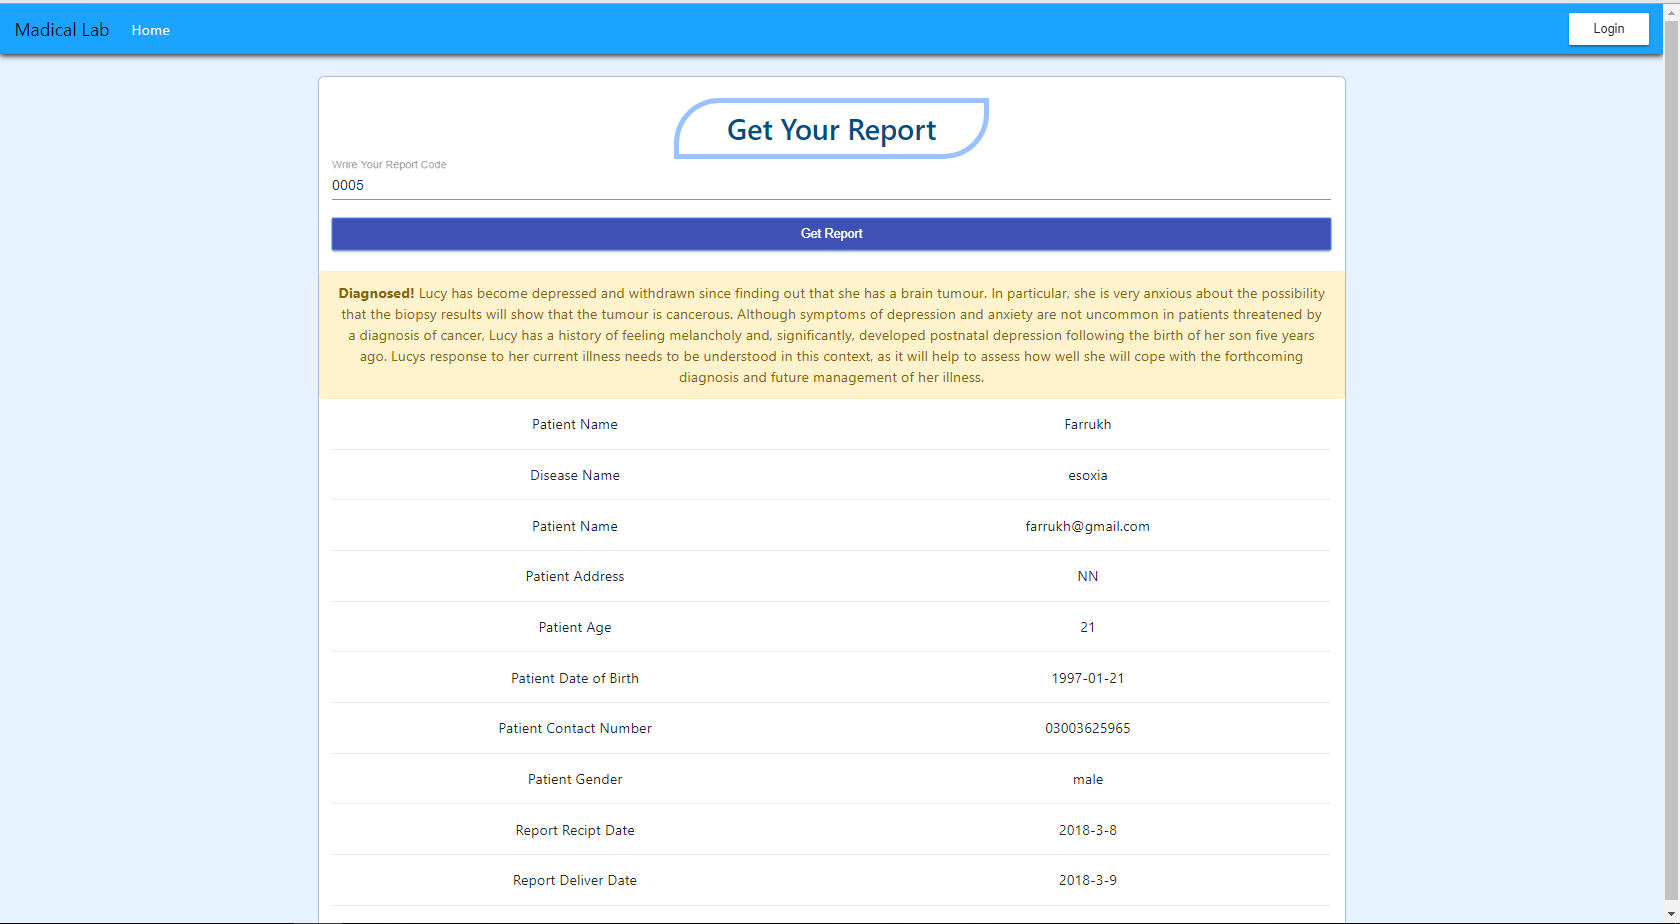 Madical Lab Home Login
Get Your Report
Wrire Your Report Code
0005
Get Report
Diagnosed! Lucy has become depressed and withdrawn since finding out that she has a brain tumour. In particular, she is very anxious about the possibility
that the biopsy results will show that the tumour is cancerous. Although symptoms of depression and anxiety are not uncommon in patients threatened by
a diagnosis of cancer, Lucy has a history of feeling melancholy and, significantly, developed postnatal depression following the birth of her son five years
ago. Lucys response to her current illness needs to be understood in this context, as it will help to assess how well she will cope with the forthcoming
diagnosis and future management of her illness.
Patient Name Farrukh
Disease Name esoxia
Patient Name farrukh@gmail.com
Patient Address NN
Patient Age 21
Patient Date of Birth 1997-01-21
Patient Contact Number 03003625965
Patient Gender male
Report Recipt Date 2018-3-8
Report Deliver Date 2018-3-9